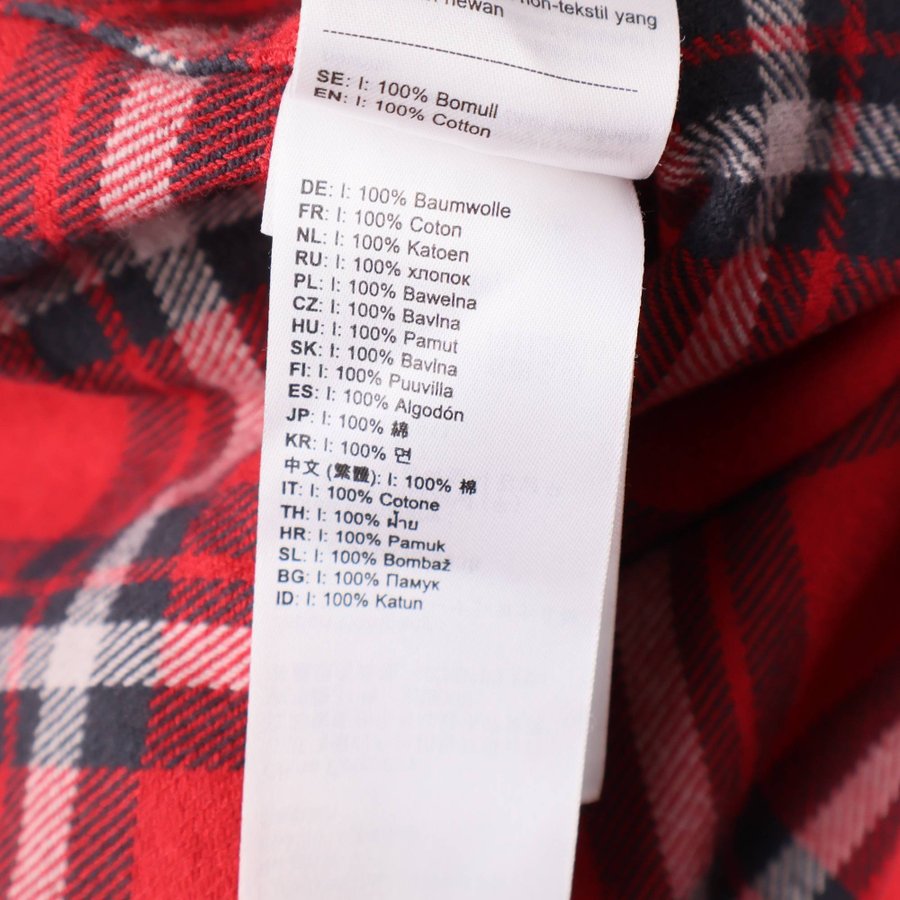 non-tekstil yang
hewan
SE: I: 100% Bomull
EN: I: 100% Cotton
DE: I: 100% Baumwolle
FR: I: 100% Coton
NL: I: 100% Katoen
RU: I: 100% хлопок
PL: I: 100% Bawełna
CZ: I: 100% Bavlna
HU: I: 100% Pamut
SK: I: 100% Bavlna
FI: I: 100% Puuvilla
ES: I: 100% Algodón
JP: I: 100% 綿
KR: I: 100% 면
中文 (繁體): I: 100% 棉
IT: I: 100% Cotone
TH: I: 100% ฝ้าย
HR: I: 100% Pamuk
SL: I: 100% Bombaž
BG: I: 100% Памук
ID: I: 100% Katun